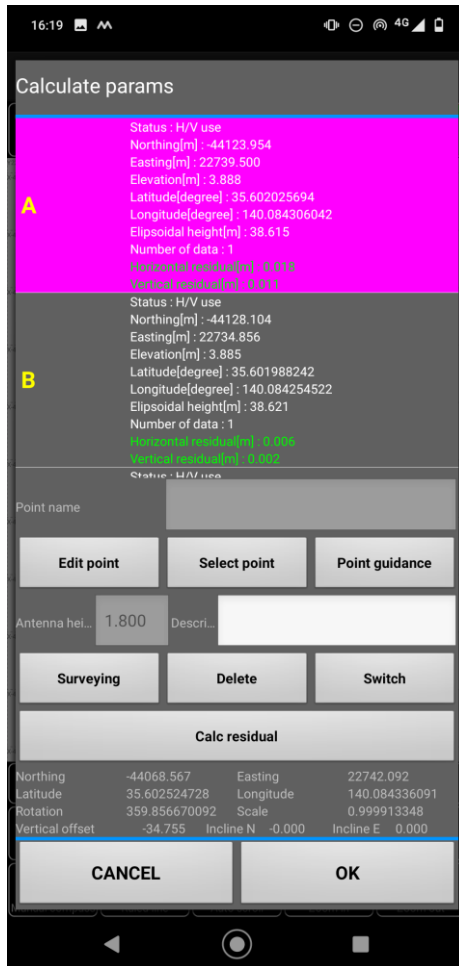 16:19
4G
Calculate params
Status : H/V use
Northing[m] : -44123.954
Easting[m] : 22739.500
Elevation[m] : 3.888
Latitude[degree] : 35.602025694
A
Longitude[degree] : 140.084306042
Elipsoidal height[m] : 38.615
Number of data : 1
Horizontal residual[m] : 0.018
Vertical residual[m] : 0.011
Status : H/V use
Northing[m] : -44128.104
Easting[m] : 22734.856
Elevation[m] : 3.885
Latitude[degree] : 35.601988242
B
Longitude[degree] : 140.084254522
Elipsoidal height[m] : 38.621
Number of data : 1
Horizontal residual[m] : 0.006
Vertical residual[m] : 0.002
Status : H/V use
Point name
Edit point Select point Point guidance
Antenna hei... 1.800 Descri...
Surveying Delete Switch
Calc residual
Northing -44068.567 Easting 22742.092
Latitude 35.602524728 Longitude 140.084336091
Rotation 359.856670092 Scale 0.999913348
Vertical offset -34.755 Incline N -0.000 Incline E 0.000
CANCEL OK